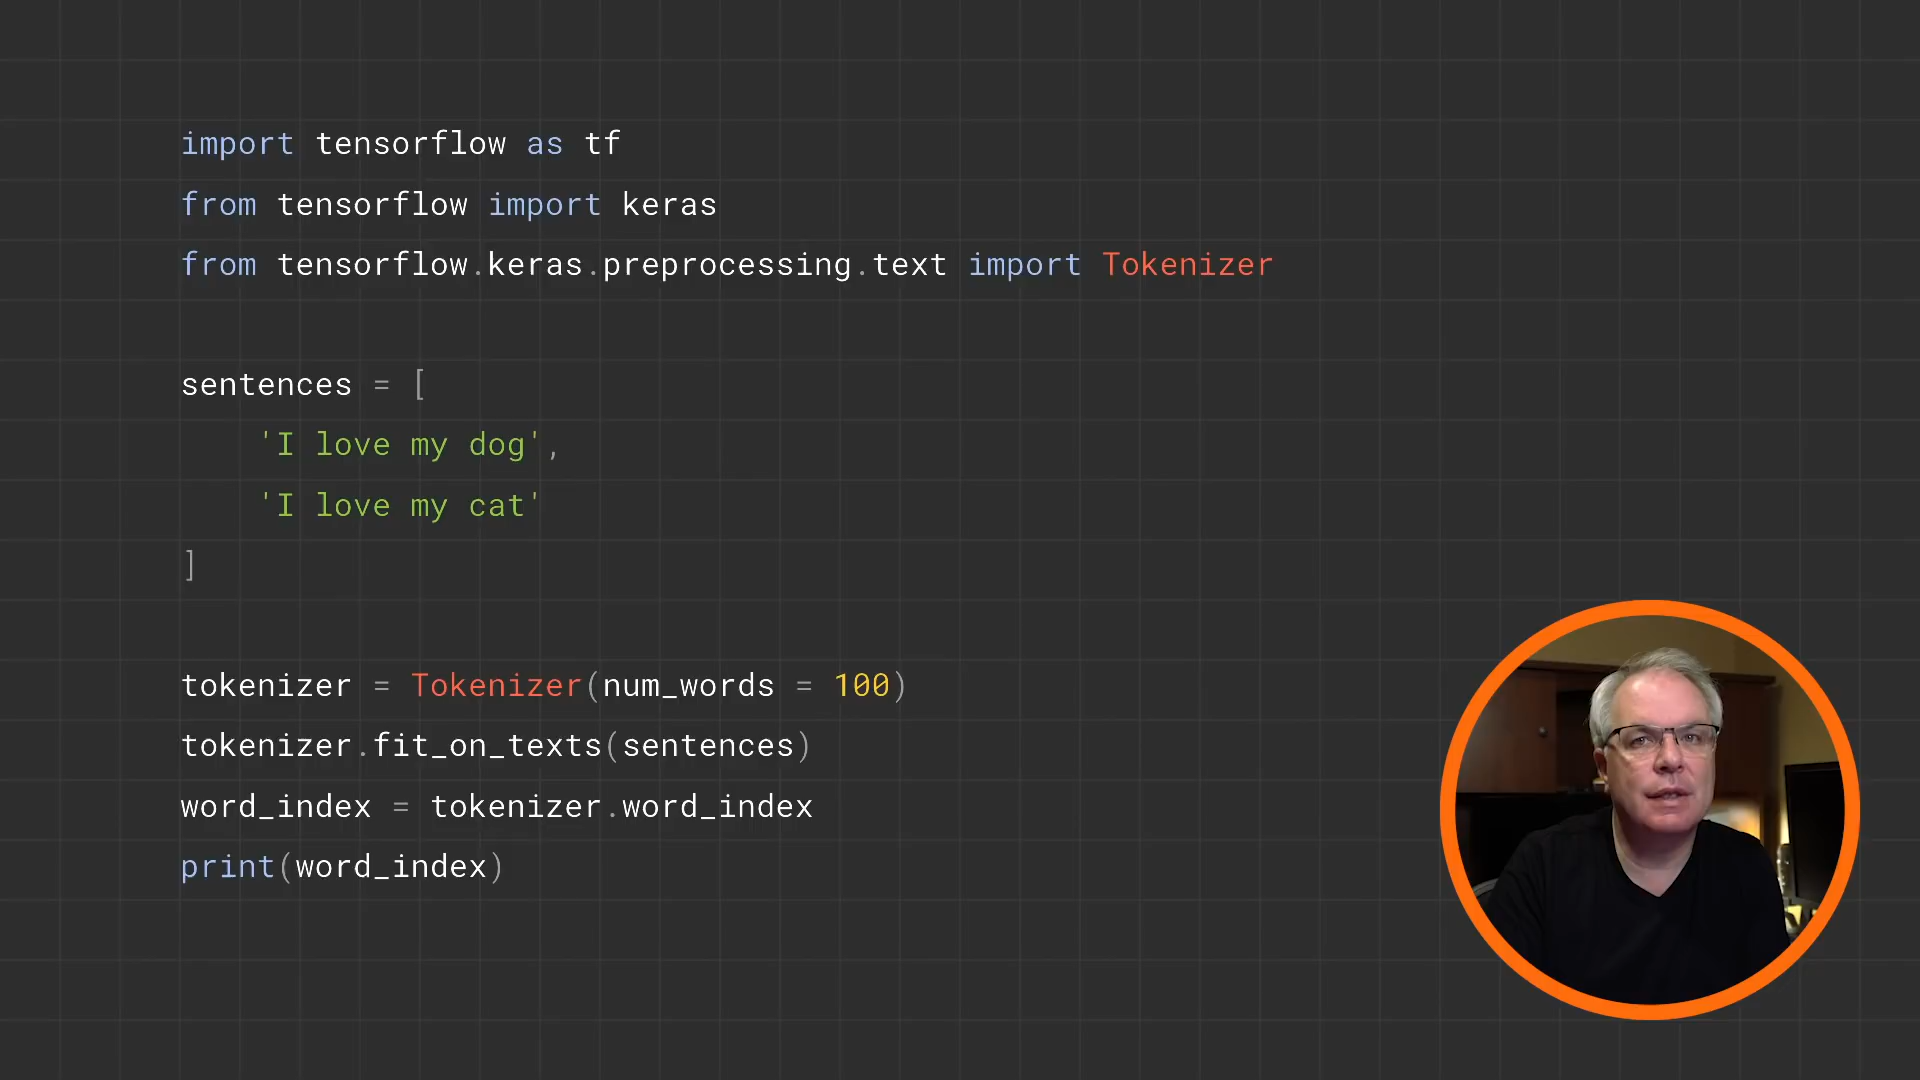 import tensorflow as tf
from tensorflow import keras
from tensorflow.keras.preprocessing.text import Tokenizer
sentences = [
    'I love my dog',
    'I love my cat'
]
tokenizer = Tokenizer(num_words = 100)
tokenizer.fit_on_texts(sentences)
word_index = tokenizer.word_index
print(word_index)